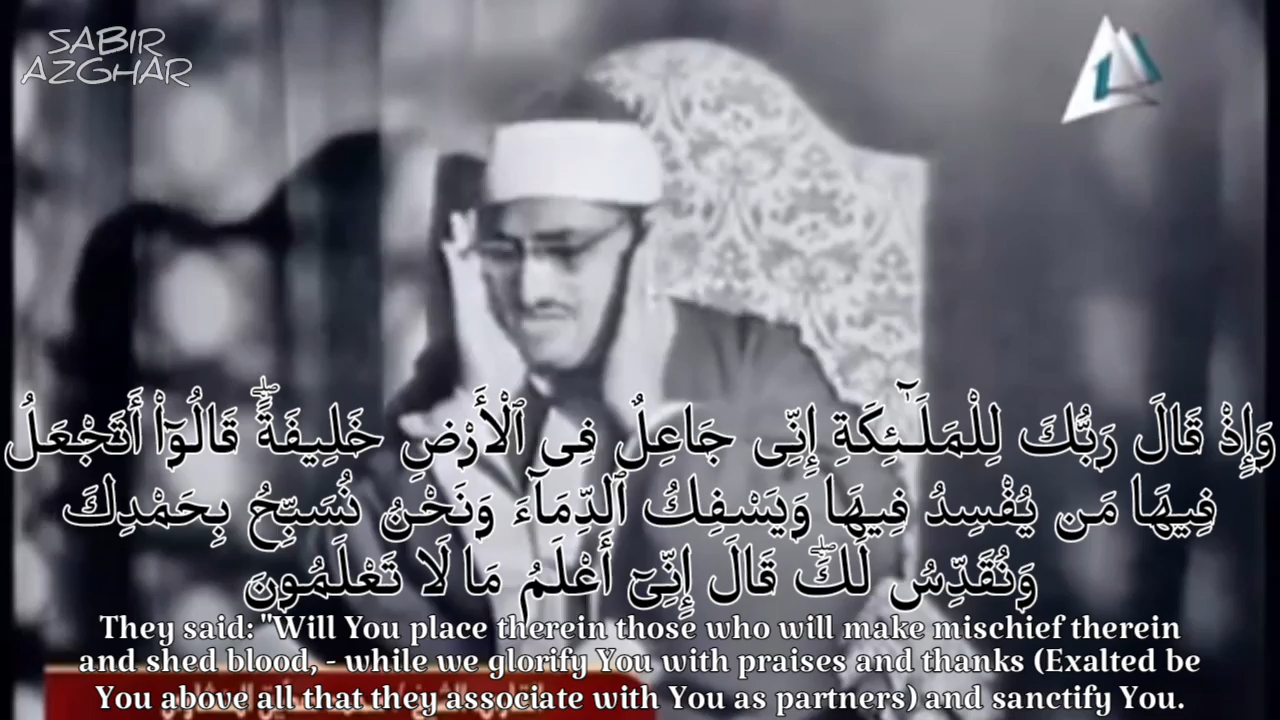 SABIR
AZGHAR
وَإِذْ قَالَ رَبُّكَ لِلْمَلَـٰٓئِكَةِ إِنِّى جَاعِلٌ فِى ٱلْأَرْضِ خَلِيفَةًۖ قَالُوٓا۟ أَتَجْعَلُ
فِيهَا مَن يُفْسِدُ فِيهَا وَيَسْفِكُ ٱلدِّمَآءَ وَنَحْنُ نُسَبِّحُ بِحَمْدِكَ
وَنُقَدِّسُ لَكَۖ قَالَ إِنِّىٓ أَعْلَمُ مَا لَا تَعْلَمُونَ
They said: "Will You place therein those who will make mischief therein
and shed blood, - while we glorify You with praises and thanks (Exalted be
You above all that they associate with You as partners) and sanctify You.